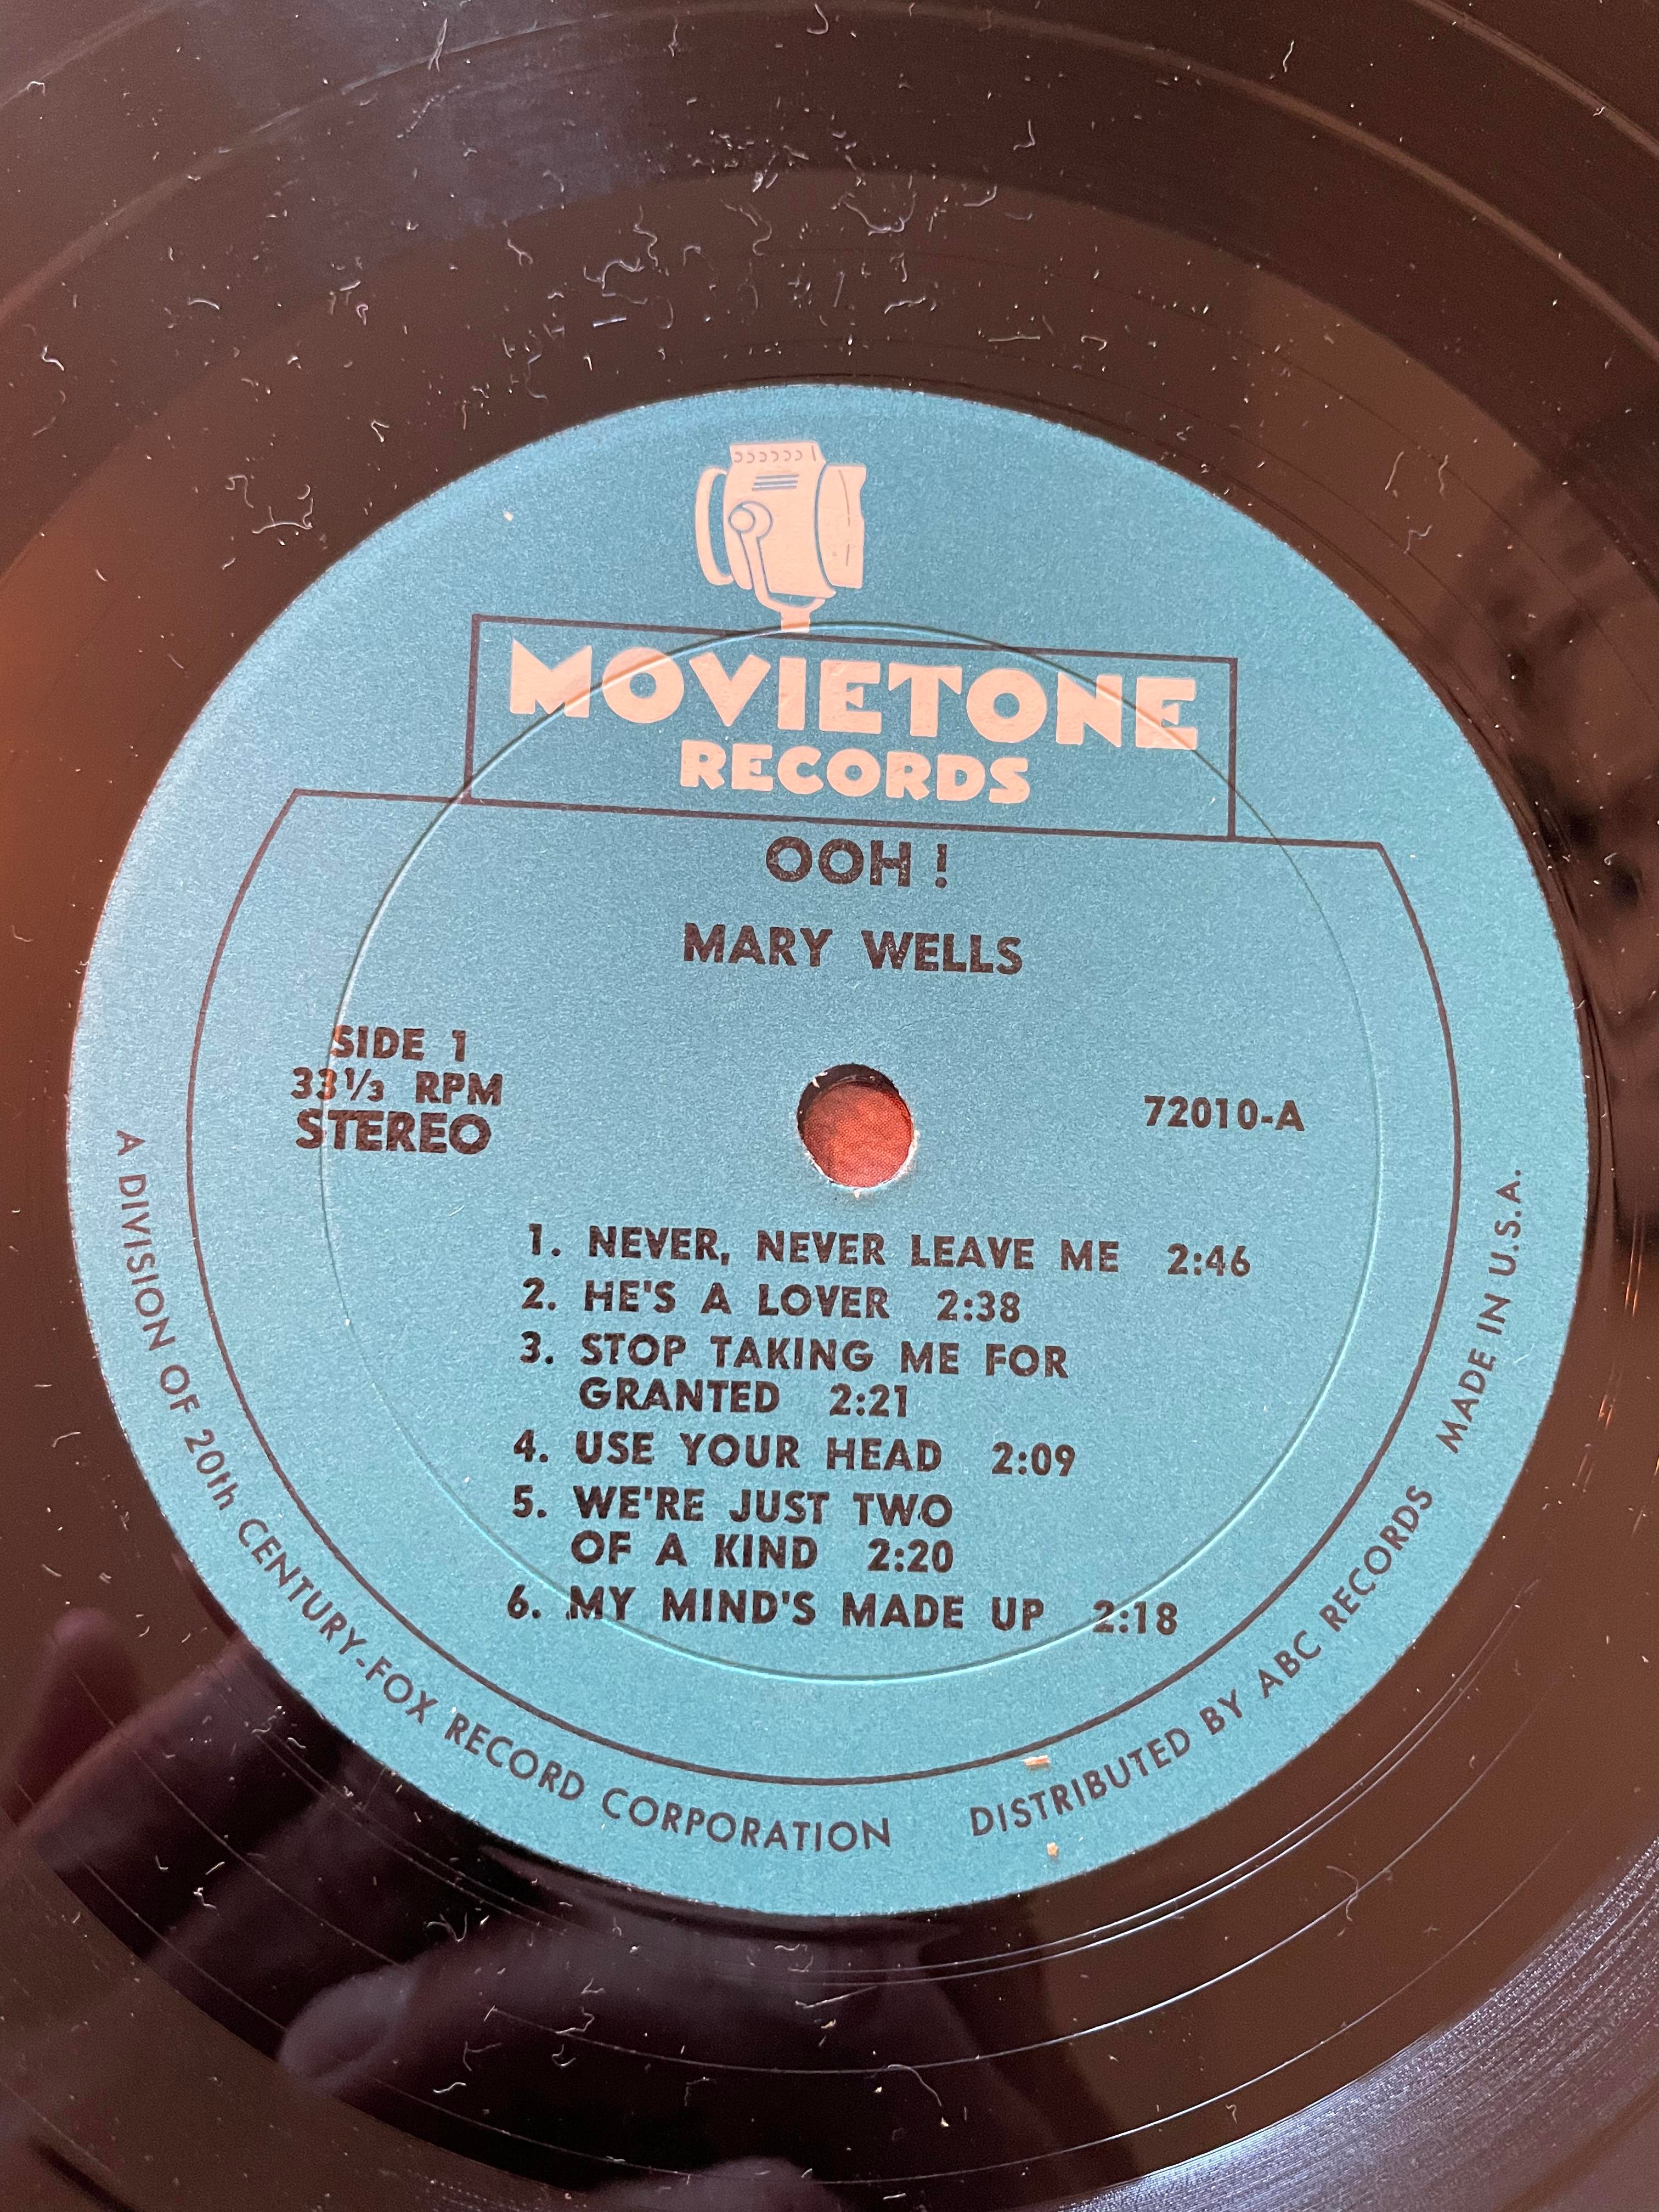 MOVIETONE
RECORDS
OOH !
MARY WELLS
SIDE 1
33 1/3 RPM
STEREO
72010-A
1. NEVER, NEVER LEAVE ME 2:46
2. HE'S A LOVER 2:38
3. STOP TAKING ME FOR
GRANTED 2:21
4. USE YOUR HEAD 2:09
5. WE'RE JUST TWO
OF A KIND 2:20
6. MY MIND'S MADE UP 2:18
A DIVISION OF 20th CENTURY-FOX RECORD CORPORATION
DISTRIBUTED BY ABC RECORDS
MADE IN U.S.A.